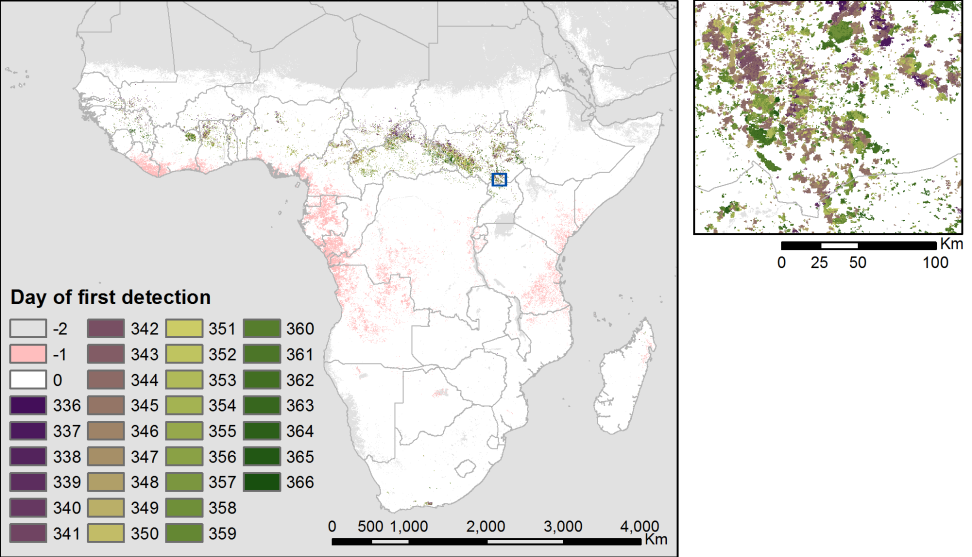 Day of first detection
-2 342 351 360
-1 343 352 361
0 344 353 362
336 345 354 363
337 346 355 364
338 347 356 365
339 348 357 366
340 349 358
341 350 359
0 500 1,000 2,000 3,000 4,000
Km
Km
0 25 50 100